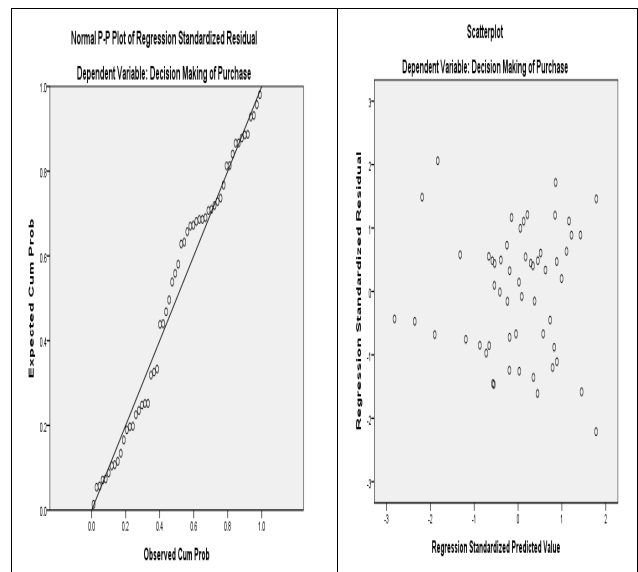 Normal P-P Plot of Regression Standardized Residual
Dependent Variable: Decision Making of Purchase
Expected Cum Prob
1.0
0.8
0.6
0.4
0.2
0.0
0.0 0.2 0.4 0.6 0.8 1.0
Observed Cum Prob
Scatterplot
Dependent Variable: Decision Making of Purchase
Regression Standardized Residual
3
2
1
0
-1
-2
-3
-3 -2 -1 0 1 2
Regression Standardized Predicted Value